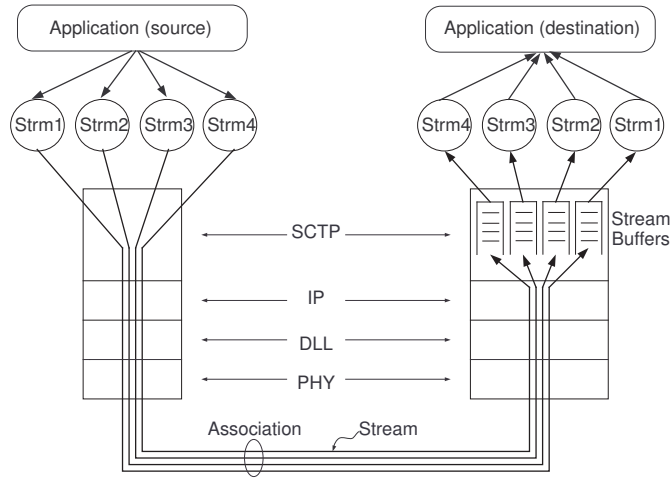 Application (source)
Application (destination)
Strm1
Strm2
Strm3
Strm4
Strm4
Strm3
Strm2
Strm1
SCTP
Stream
Buffers
IP
DLL
PHY
Association
Stream